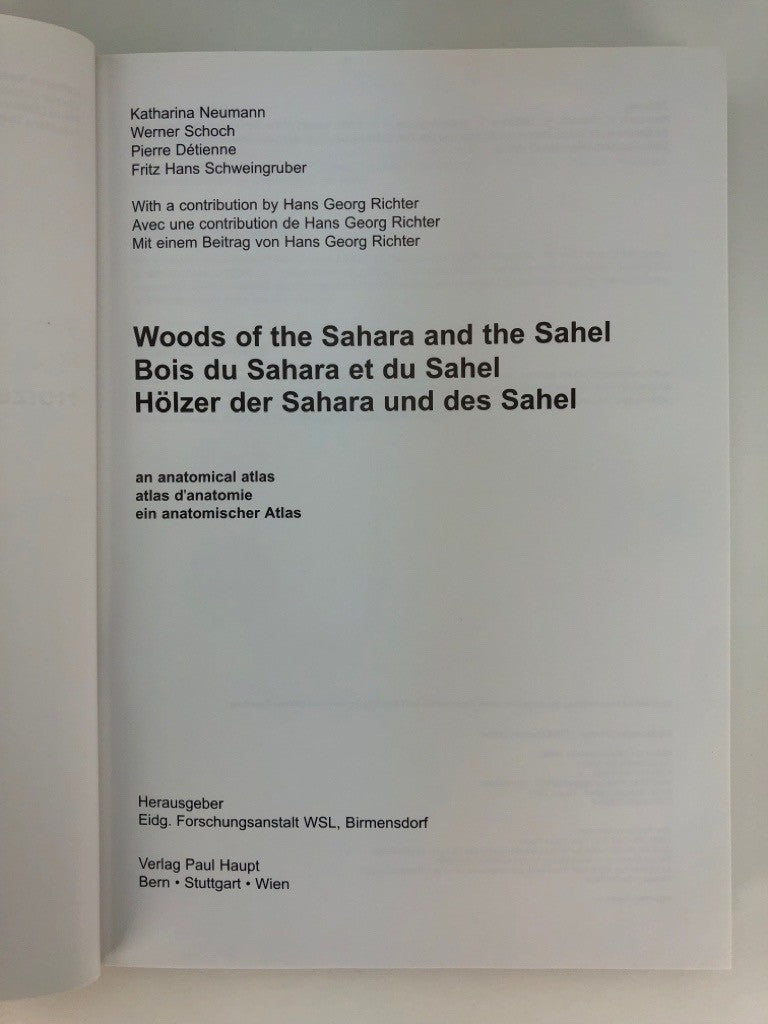 Katharina Neumann
Werner Schoch
Pierre Détienne
Fritz Hans Schweingruber
With a contribution by Hans Georg Richter
Avec une contribution de Hans Georg Richter
Mit einem Beitrag von Hans Georg Richter
Woods of the Sahara and the Sahel
Bois du Sahara et du Sahel
Hölzer der Sahara und des Sahel
an anatomical atlas
atlas d'anatomie
ein anatomischer Atlas
Herausgeber
Eidg. Forschungsanstalt WSL, Birmensdorf
Verlag Paul Haupt
Bern • Stuttgart • Wien